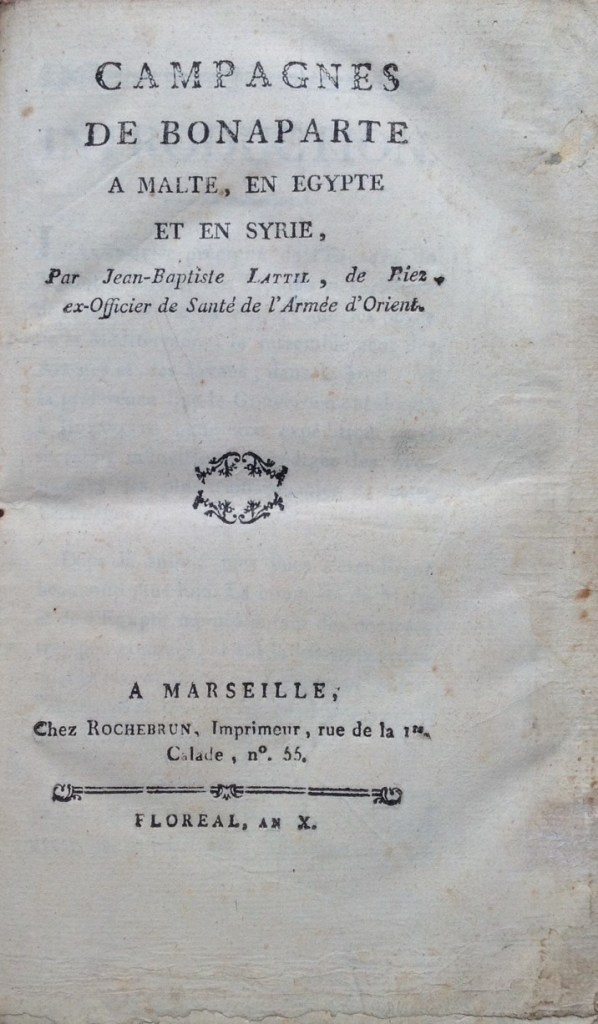 CAMPAGNES
DE BONAPARTE
A MALTE, EN EGYPTE
ET EN SYRIE,
Par Jean-Baptiste LATTIL, de Riez,
ex-Officier de Santé de l'Armée d'Orient.
A MARSEILLE,
Chez ROCHEBRUN, Imprimeur, rue de la 1re.
Calade, nº. 55.
FLOREAL, AN X.